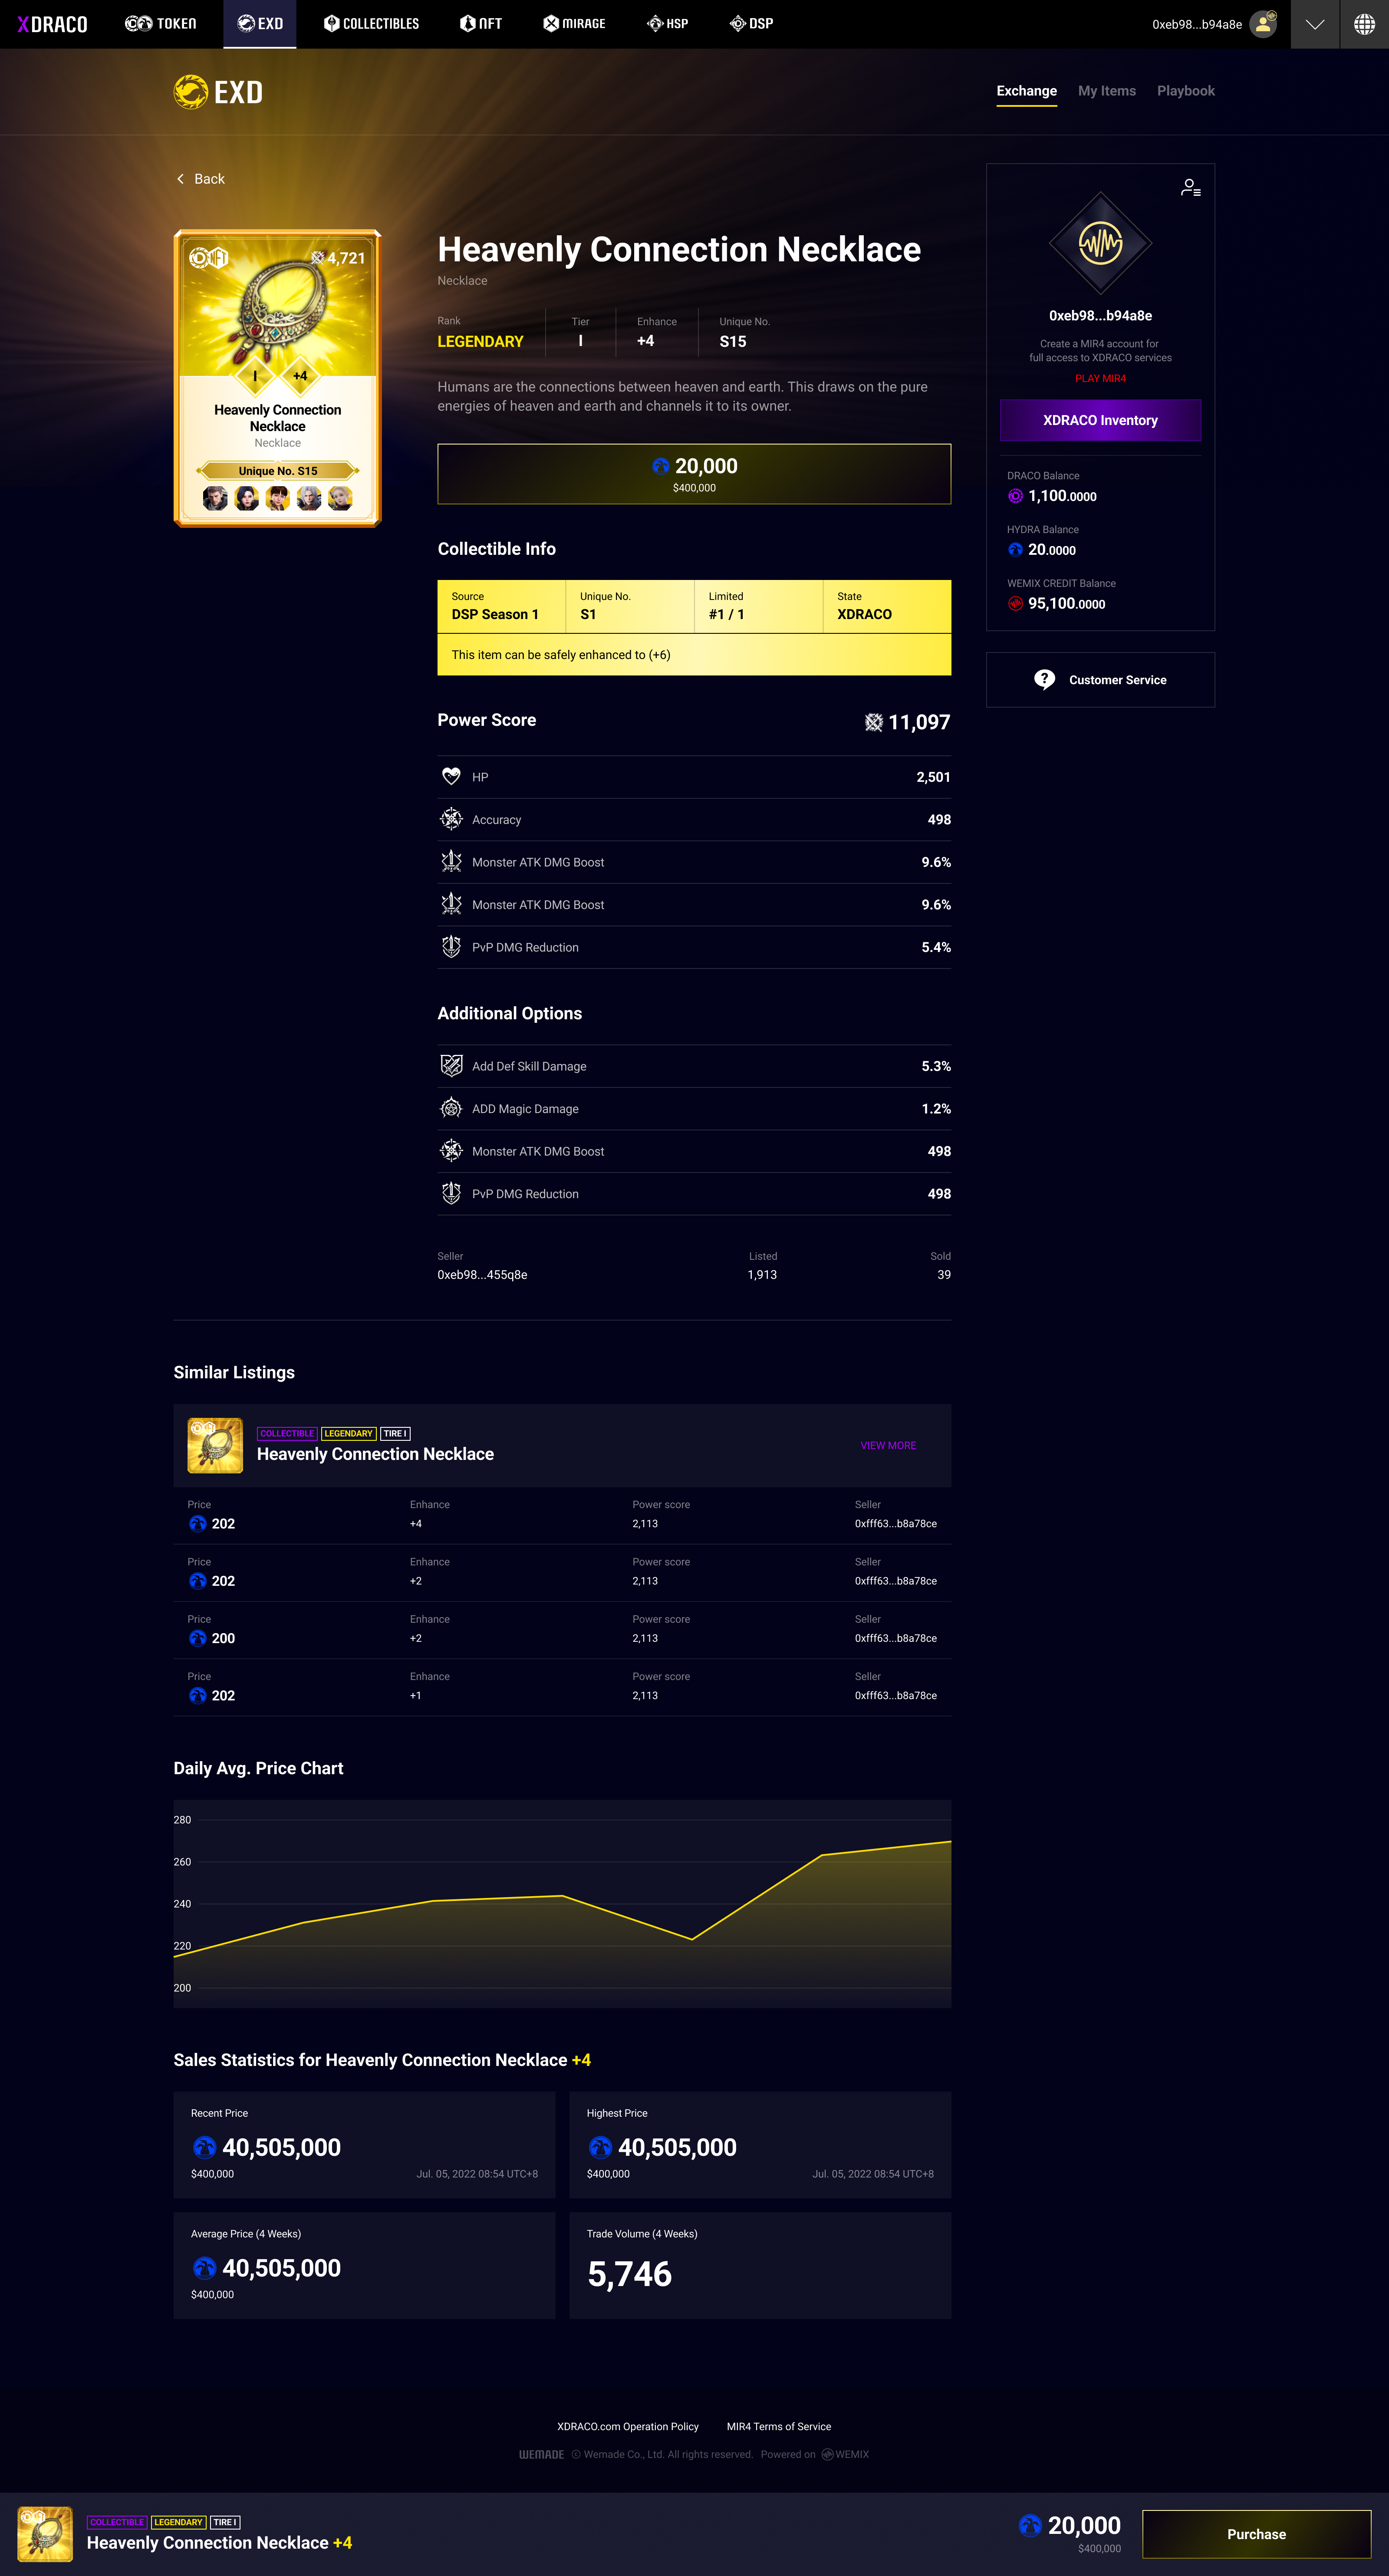 XDRACO
TOKEN
EXD
COLLECTIBLES
NFT
MIRAGE
HSP
DSP
0xeb98...b94a8e
EXD
Exchange
My Items
Playbook
Back
NFT
4,721
I
+4
Heavenly Connection
Necklace
Necklace
Unique No. S15
Heavenly Connection Necklace
Necklace
Rank
LEGENDARY
Tier
I
Enhance
+4
Unique No.
S15
Humans are the connections between heaven and earth. This draws on the pure
energies of heaven and earth and channels it to its owner.
20,000
$400,000
0xeb98...b94a8e
Create a MIR4 account for
full access to XDRACO services
PLAY MIR4
XDRACO Inventory
DRACO Balance
1,100.0000
HYDRA Balance
20.0000
WEMIX CREDIT Balance
95,100.0000
Customer Service
Collectible Info
Source
DSP Season 1
Unique No.
S1
Limited
#1 / 1
State
XDRACO
This item can be safely enhanced to (+6)
Power Score
11,097
HP 2,501
Accuracy 498
Monster ATK DMG Boost 9.6%
Monster ATK DMG Boost 9.6%
PvP DMG Reduction 5.4%
Additional Options
Add Def Skill Damage 5.3%
ADD Magic Damage 1.2%
Monster ATK DMG Boost 498
PvP DMG Reduction 498
Seller Listed Sold
0xeb98...455q8e 1,913 39
Similar Listings
COLLECTIBLE LEGENDARY TIRE I
Heavenly Connection Necklace
VIEW MORE
Price Enhance Power score Seller
202 +4 2,113 0xfff63...b8a78ce
Price Enhance Power score Seller
202 +2 2,113 0xfff63...b8a78ce
Price Enhance Power score Seller
200 +2 2,113 0xfff63...b8a78ce
Price Enhance Power score Seller
202 +1 2,113 0xfff63...b8a78ce
Daily Avg. Price Chart
280
260
240
220
200
Sales Statistics for Heavenly Connection Necklace +4
Recent Price
40,505,000
$400,000
Jul. 05, 2022 08:54 UTC+8
Highest Price
40,505,000
$400,000
Jul. 05, 2022 08:54 UTC+8
Average Price (4 Weeks)
40,505,000
$400,000
Trade Volume (4 Weeks)
5,746
XDRACO.com Operation Policy
MIR4 Terms of Service
WEMADE © Wemade Co., Ltd. All rights reserved. Powered on WEMIX
COLLECTIBLE LEGENDARY TIRE I
Heavenly Connection Necklace +4
20,000
$400,000
Purchase